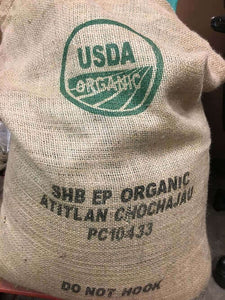 USDA
ORGANIC
SHB EP ORGANIC
ATITLAN CHOCHAJAU
PC10433
DO NOT HOOK